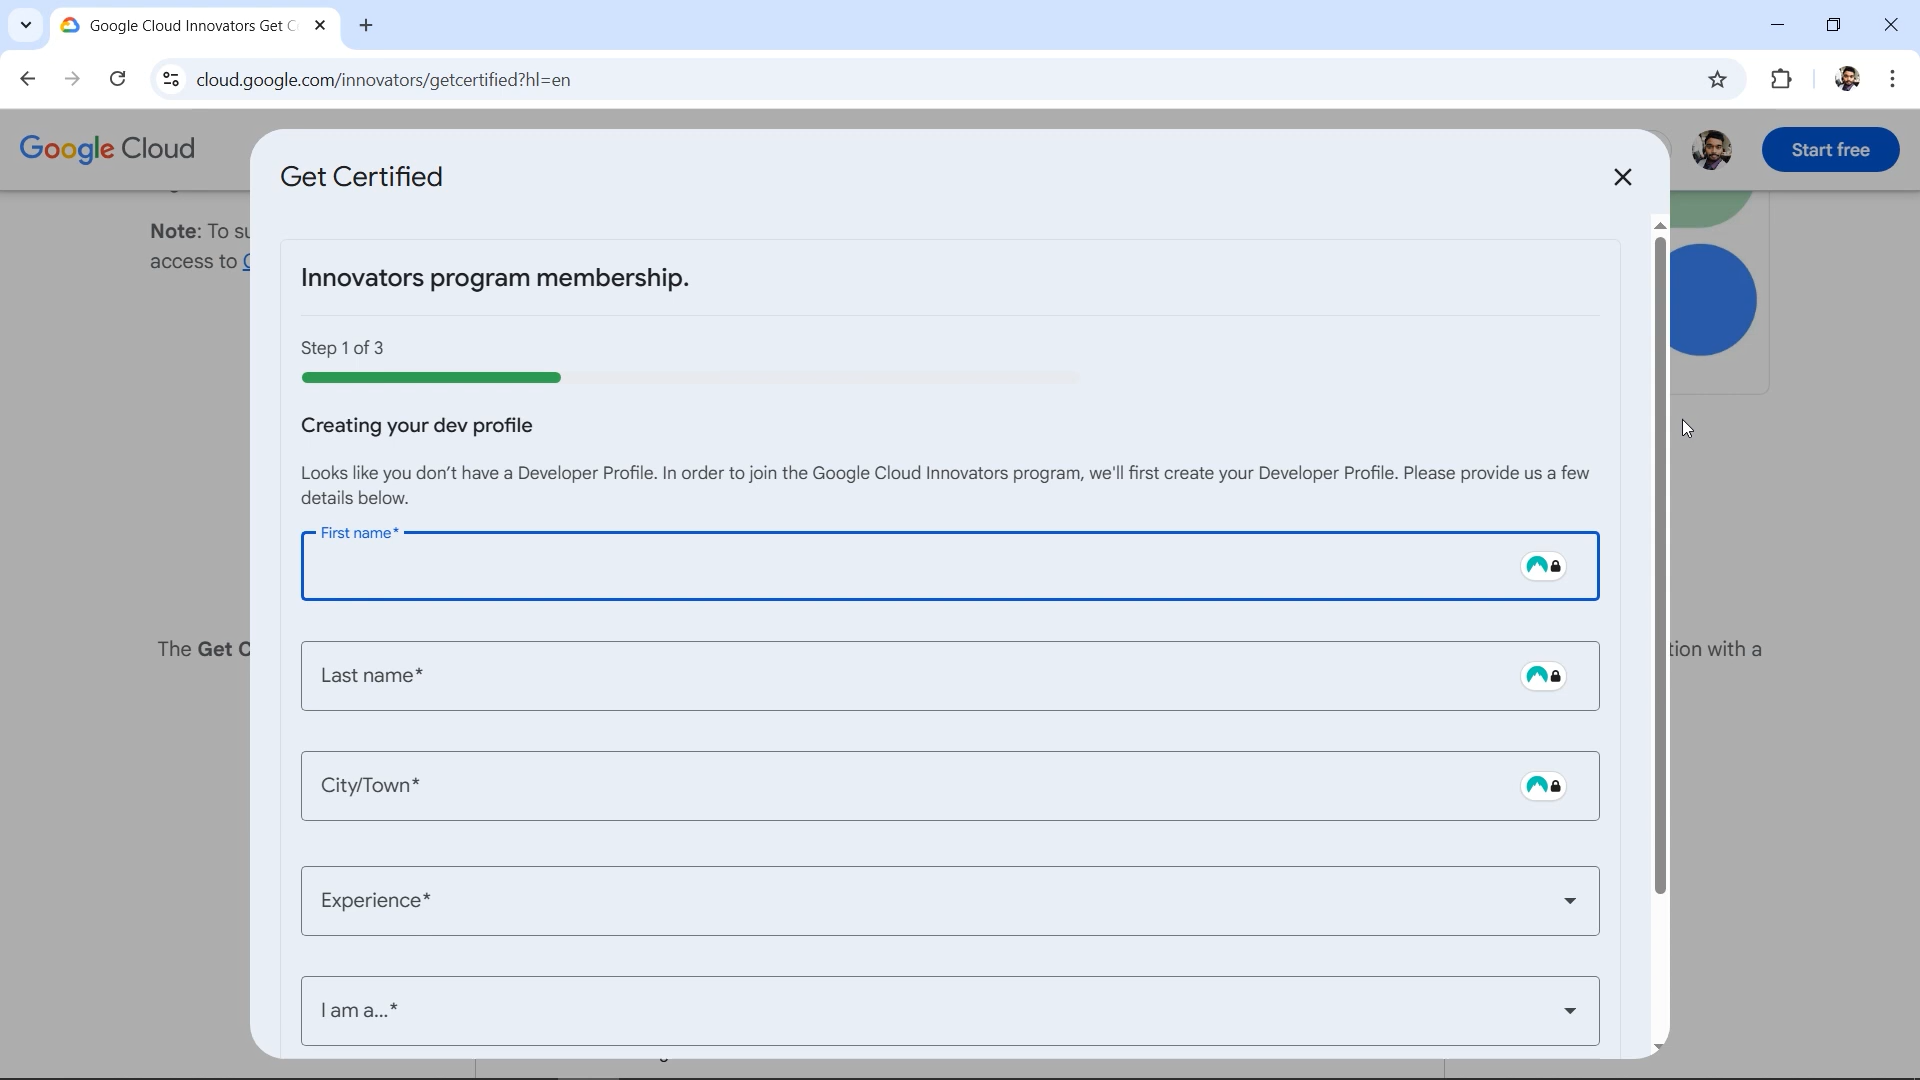 Google Cloud Innovators Get C
cloud.google.com/innovators/getcertified?hl=en
Google Cloud
Start free
Get Certified
Note: To su
access to C
Innovators program membership.
Step 1 of 3
Creating your dev profile
Looks like you don't have a Developer Profile. In order to join the Google Cloud Innovators program, we'll first create your Developer Profile. Please provide us a few
details below.
First name*
The Get C
tion with a
Last name*
City/Town*
Experience*
I am a...*